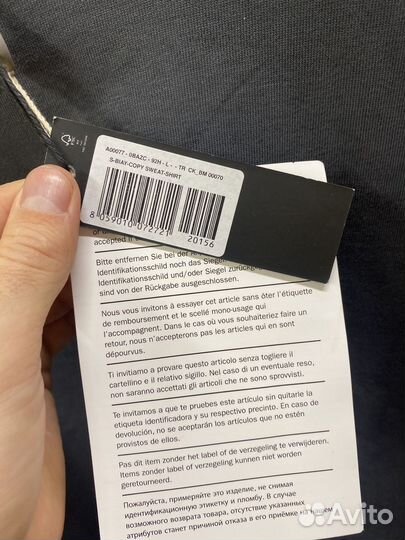 A00077 - 0BAZC - 92H - L - - TR CK_BM 00070
S-BIAY-COPY SWEAT-SHIRT
8 059010 072721
20156
accepted if
Bitte entfernen Sie bei der
Identifikationsschild noch das Siegel
Identifikationsschild und/oder Siegel
sind von der Rückgabe ausgeschlossen.
Nous vous invitons à essayer cet article sans ôter l'étiquette
de remboursement et le scellé mono-usage qui
l'accompagnent. Dans le cas où vous souhaiteriez faire un
retour, nous n'accepterons pas les articles qui en sont
dépourvus.
Ti invitiamo a provare questo articolo senza togliere il
cartellino e il relativo sigillo. Nel caso di un eventuale reso,
non saranno accettati gli articoli che ne sono sprovvisti.
Te invitamos a que te pruebes este artículo sin quitarle la
etiqueta identificadora y su respectivo precinto. En caso de
devolución, no se aceptarán los artículos que no estén
provistos de ellos.
Pas dit item zonder het label of de verzegeling te verwijderen.
Items zonder label of verzegeling kunnen niet worden
geretourneerd.
Пожалуйста, примеряйте это изделие, не снимая
идентификационную этикетку и пломбу. В случае
возможного возврата товара, отсутствие указанных
атрибутов станет причиной отказа в его приёмке на нашем
Avito